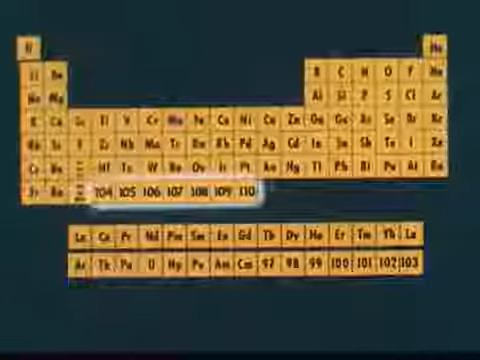 H He
Li Be B C N O F Ne
Na Mg Al Si P S Cl Ar
K Ca Sc Ti V Cr Mn Fe Co Ni Cu Zn Ga Ge As Se Br Kr
Rb Sr Y Zr Nb Mo Tc Ru Rh Pd Ag Cd In Sn Sb Te I Xe
Cs Ba Hf Ta W Re Os Ir Pt Au Hg Tl Pb Bi Po At Rn
Fr Ra 104 105 106 107 108 109 110
La Ce Pr Nd Pm Sm Eu Gd Tb Dy Ho Er Tm Yb Lu
Ac Th Pa U Np Pu Am Cm 97 98 99 100 101 102 103